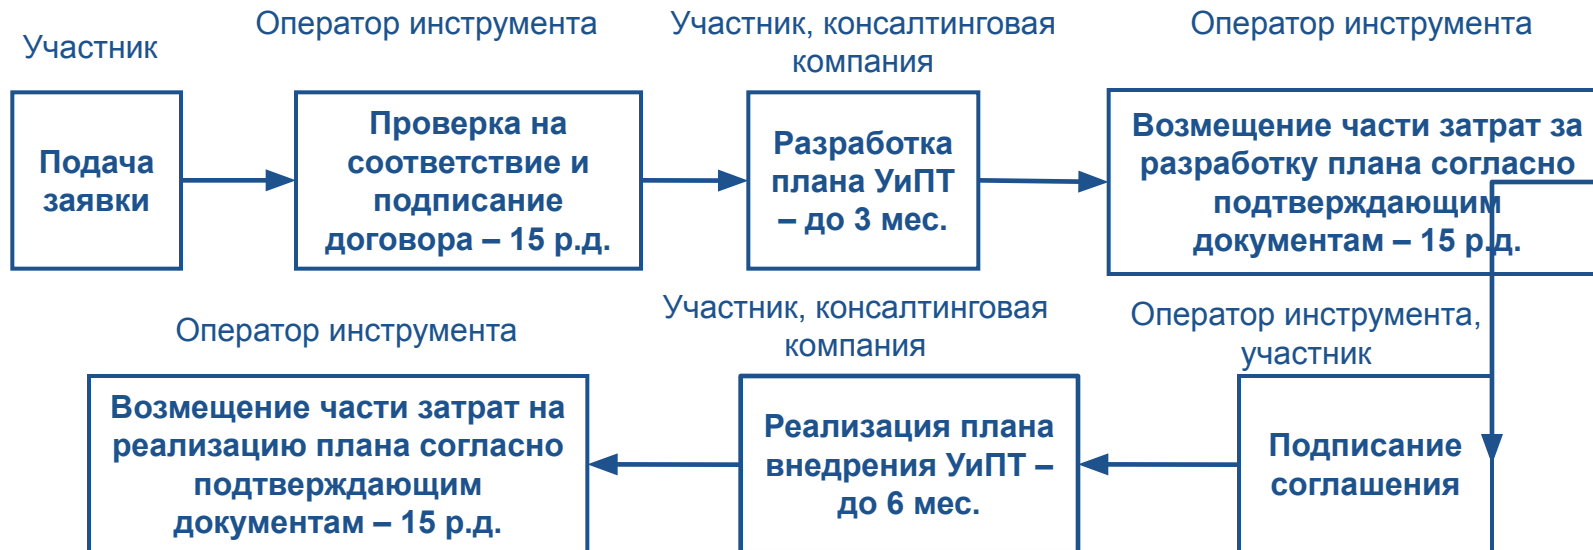 Участник
Оператор инструмента
Участник, консалтинговая
компания
Оператор инструмента
Подача
заявки
Проверка на
соответствие и
подписание
договора – 15 р.д.
Разработка
плана УиПТ
– до 3 мес.
Возмещение части затрат за
разработку плана согласно
подтверждающим
документам – 15 р.д.
Оператор инструмента
Участник, консалтинговая
компания
Оператор инструмента,
участник
Возмещение части затрат на
реализацию плана согласно
подтверждающим
документам – 15 р.д.
Реализация плана
внедрения УиПТ –
до 6 мес.
Подписание
соглашения